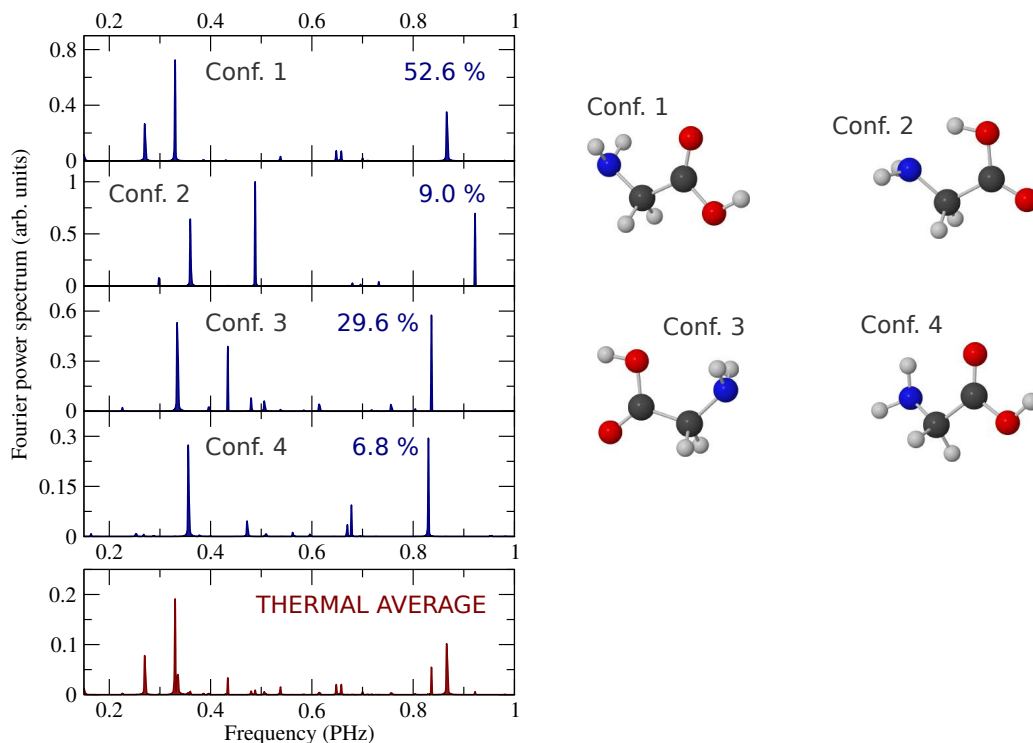 0.2 0.4 0.6 0.8 1
0.8
0.4
0
Conf. 1 52.6 %
1
0.5
0
Conf. 2 9.0 %
0.6
0.3
0
Conf. 3 29.6 %
0.3
0.15
0
Conf. 4 6.8 %
0.2 0.4 0.6 0.8 1
0.2
0.1
0
THERMAL AVERAGE
0.2 0.4 0.6 0.8 1
Frequency (PHz)
Fourier power spectrum (arb. units)
Conf. 1
Conf. 2
Conf. 3
Conf. 4